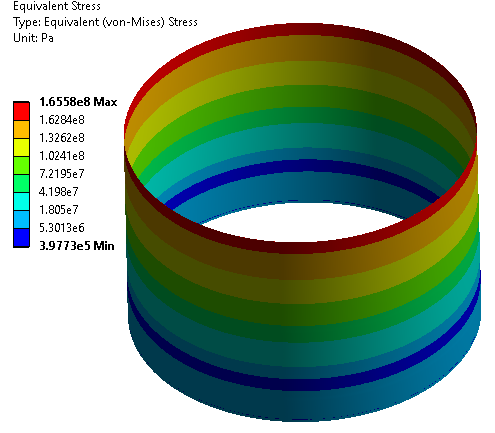 Equivalent Stress
Type: Equivalent (von-Mises) Stress
Unit: Pa
1.6558e8 Max
1.6284e8
1.3262e8
1.0241e8
7.2195e7
4.198e7
1.805e7
5.3013e6
3.9773e5 Min